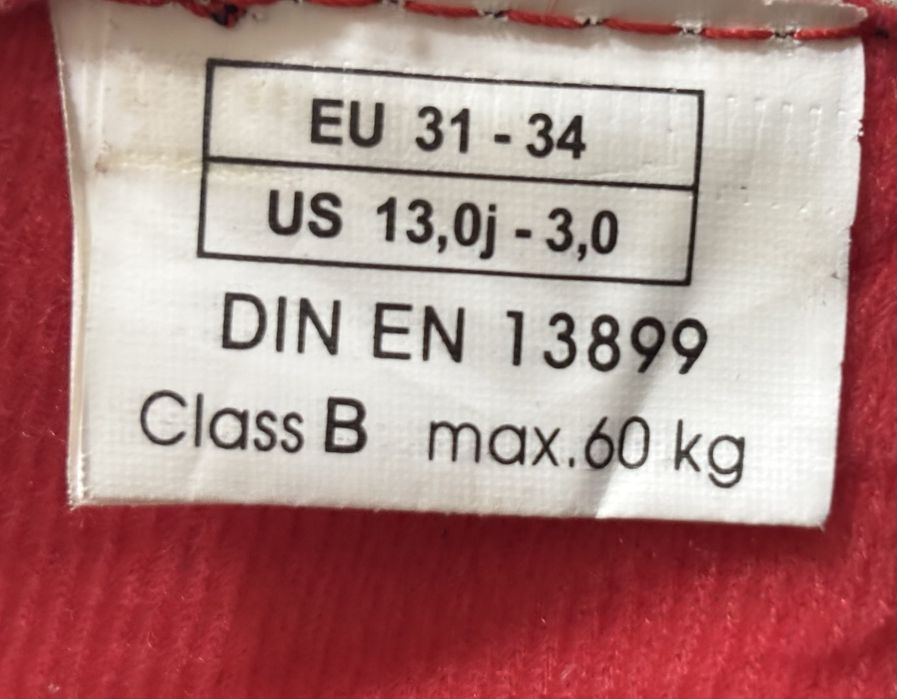 EU 31 - 34
US 13,0j - 3,0
DIN EN 13899
Class B max.60 kg